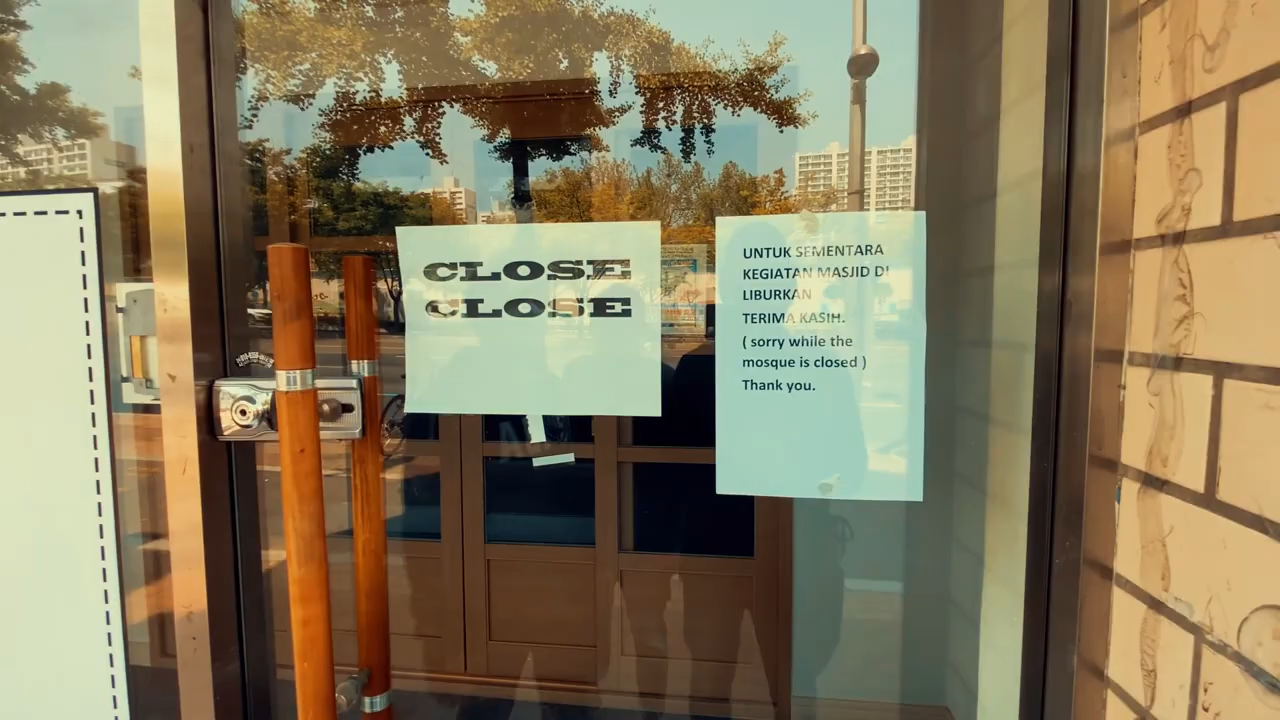 CLOSE
CLOSE
UNTUK SEMENTARA
KEGIATAN MASJID DI
LIBURKAN
TERIMA KASIH.
( sorry while the
mosque is closed )
Thank you.